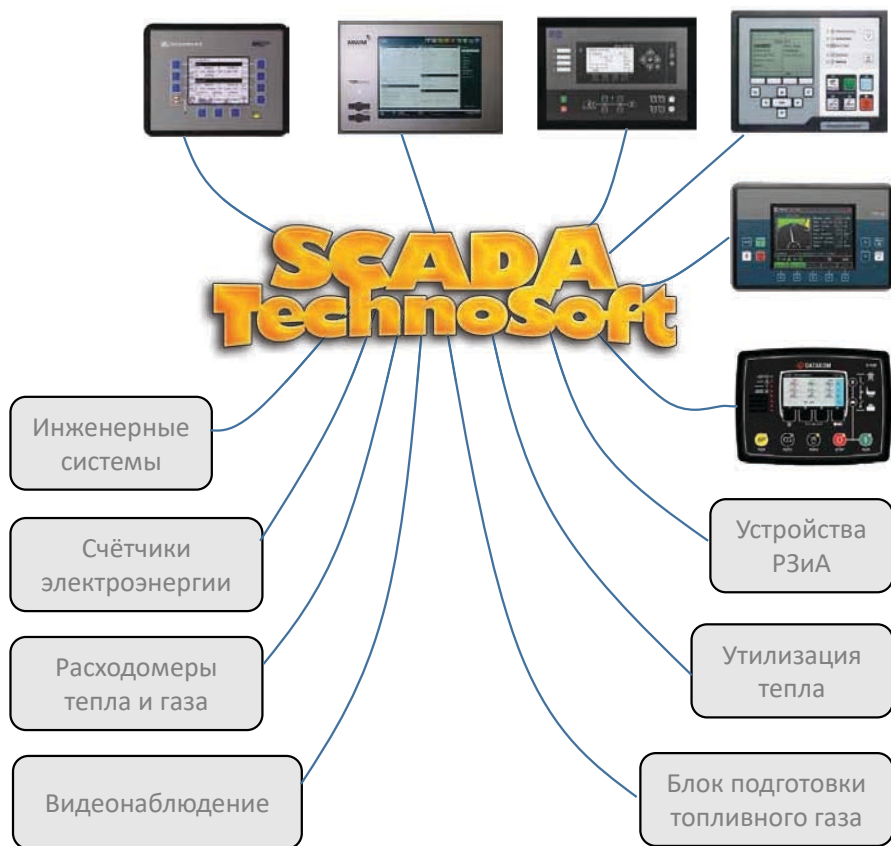 MWM
SCADA
TechnoSoft
DATAKOM
Инженерные
системы
Счётчики
электроэнергии
Устройства
РЗиА
Расходомеры
тепла и газа
Утилизация
тепла
Видеонаблюдение
Блок подготовки
топливного газа